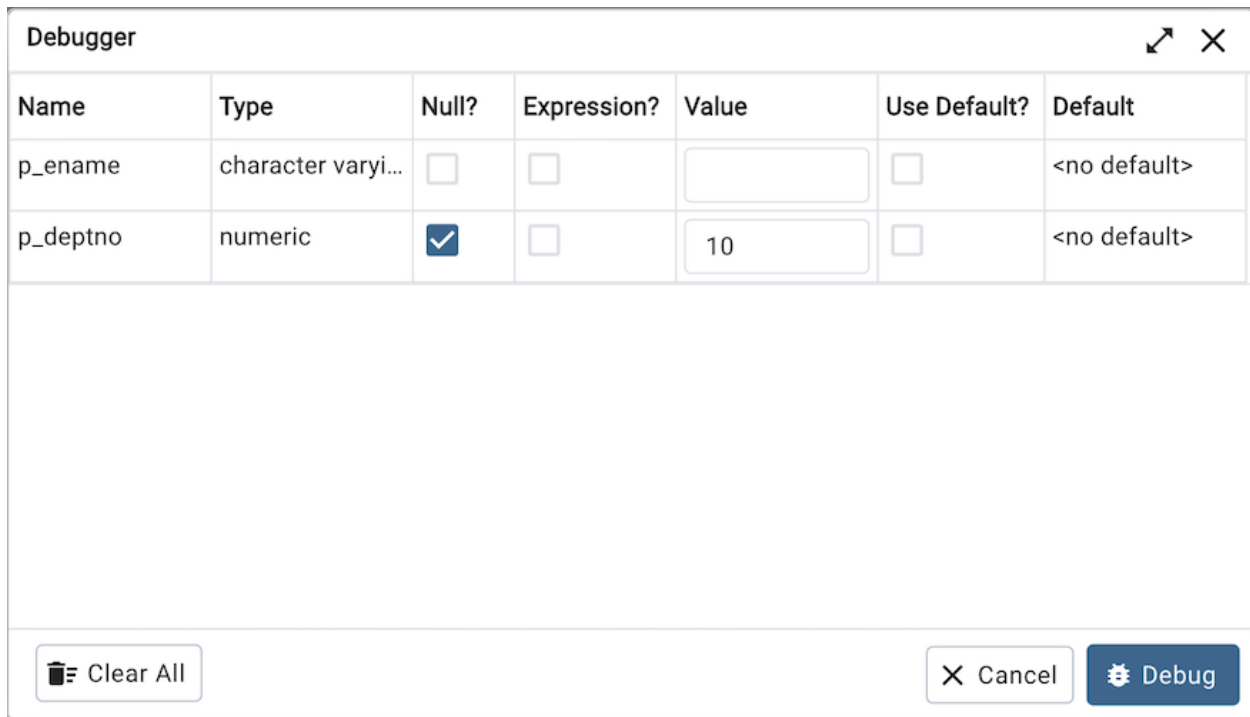 Debugger
Name Type Null? Expression? Value Use Default? Default
p_ename character varyi... <no default>
p_deptno numeric 10 <no default>
Clear All Cancel Debug